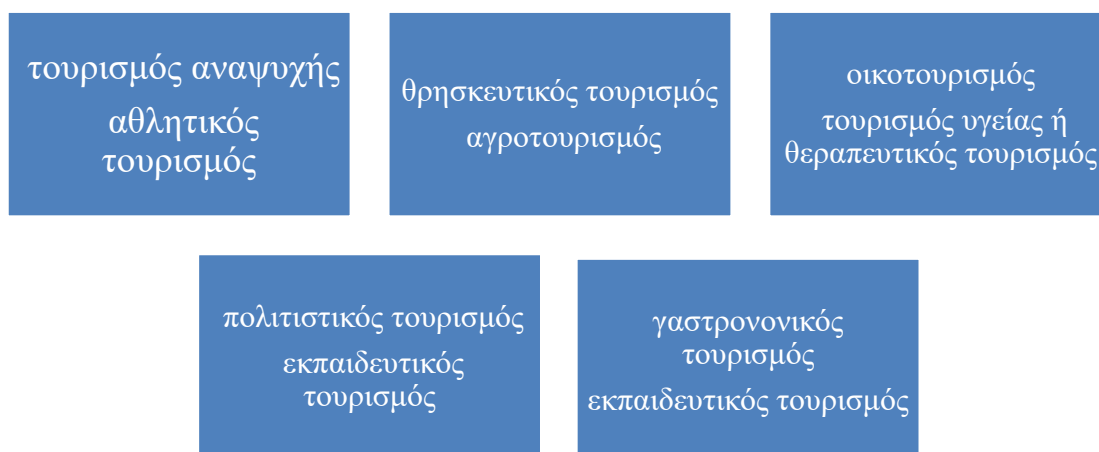 τουρισμός αναψυχής
αθλητικός
τουρισμός
θρησκευτικός τουρισμός
αγροτουρισμός
οικοτουρισμός
τουρισμός υγείας ή
θεραπευτικός τουρισμός
πολιτιστικός τουρισμός
εκπαιδευτικός
τουρισμός
γαστρονονικός
τουρισμός
εκπαιδευτικός τουρισμός